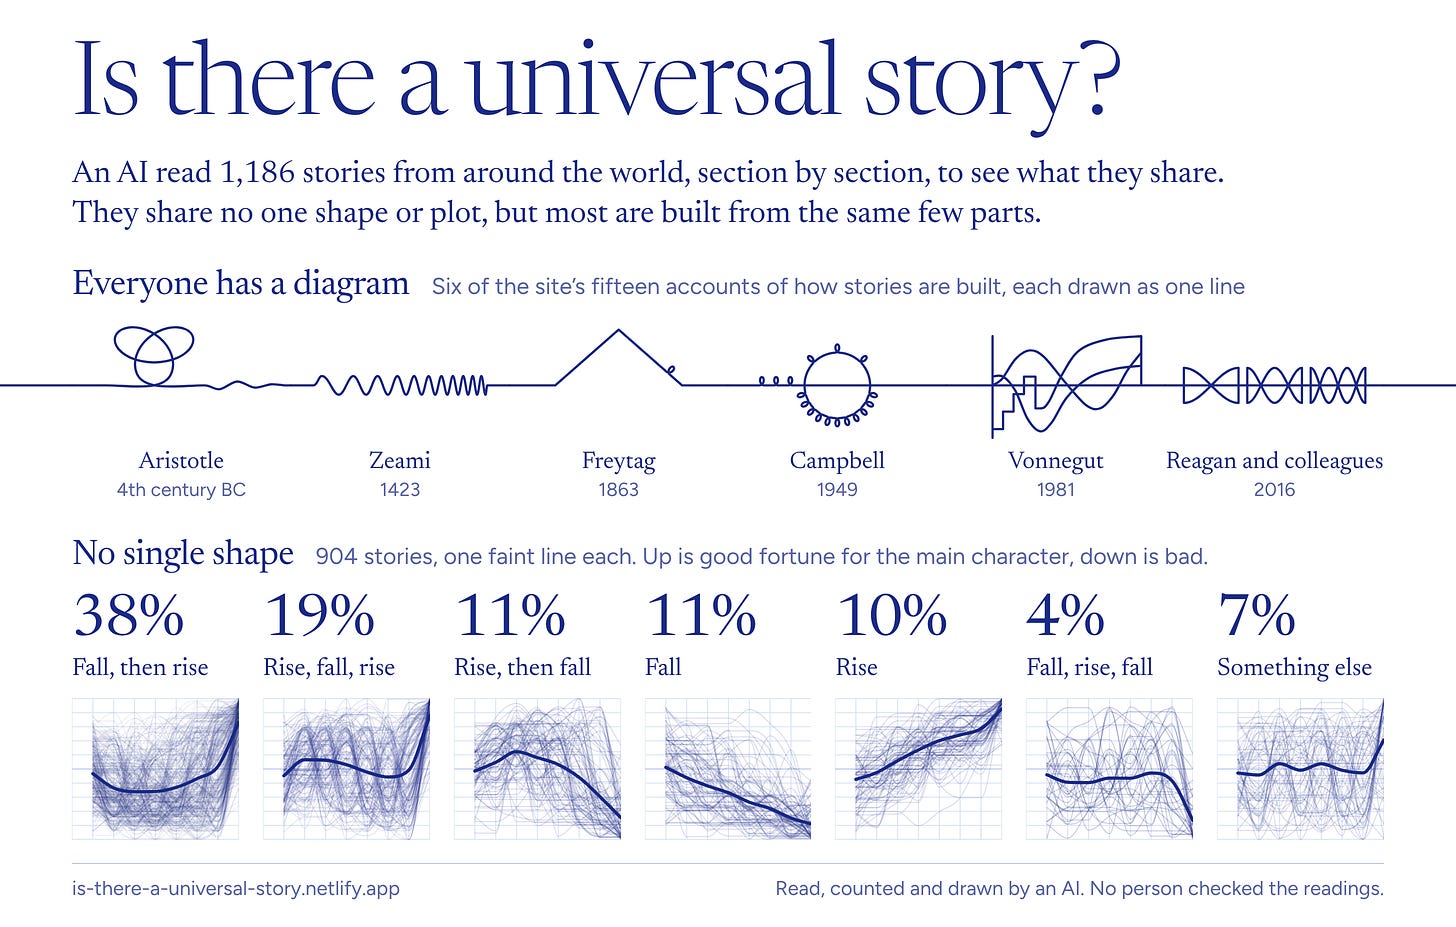 Is there a universal story?
An AI read 1,186 stories from around the world, section by section, to see what they share.
They share no one shape or plot, but most are built from the same few parts.
Everyone has a diagram
Six of the site’s fifteen accounts of how stories are built, each drawn as one line
Aristotle
4th century BC
Zeami
1423
Freytag
1863
Campbell
1949
Vonnegut
1981
Reagan and colleagues
2016
No single shape
904 stories, one faint line each. Up is good fortune for the main character, down is bad.
38%
Fall, then rise
19%
Rise, fall, rise
11%
Rise, then fall
11%
Fall
10%
Rise
4%
Fall, rise, fall
7%
Something else
is-there-a-universal-story.netlify.app
Read, counted and drawn by an AI. No person checked the readings.